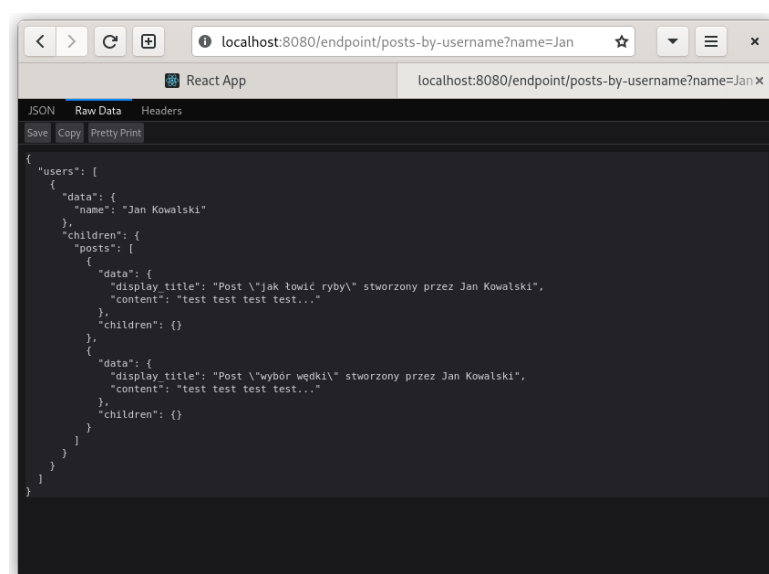 localhost:8080/endpoint/posts-by-username?name=Jan
React App
localhost:8080/endpoint/posts-by-username?name=Jan
JSON Raw Data Headers
Save Copy Pretty Print
{
  "users": [
    {
      "data": {
        "name": "Jan Kowalski"
      },
      "children": {
        "posts": [
          {
            "data": {
              "display_title": "Post \"jak łowić ryby\" stworzony przez Jan Kowalski",
              "content": "test test test test..."
            },
            "children": {}
          },
          {
            "data": {
              "display_title": "Post \"wybór wędki\" stworzony przez Jan Kowalski",
              "content": "test test test test..."
            },
            "children": {}
          }
        ]
      }
    }
  ]
}